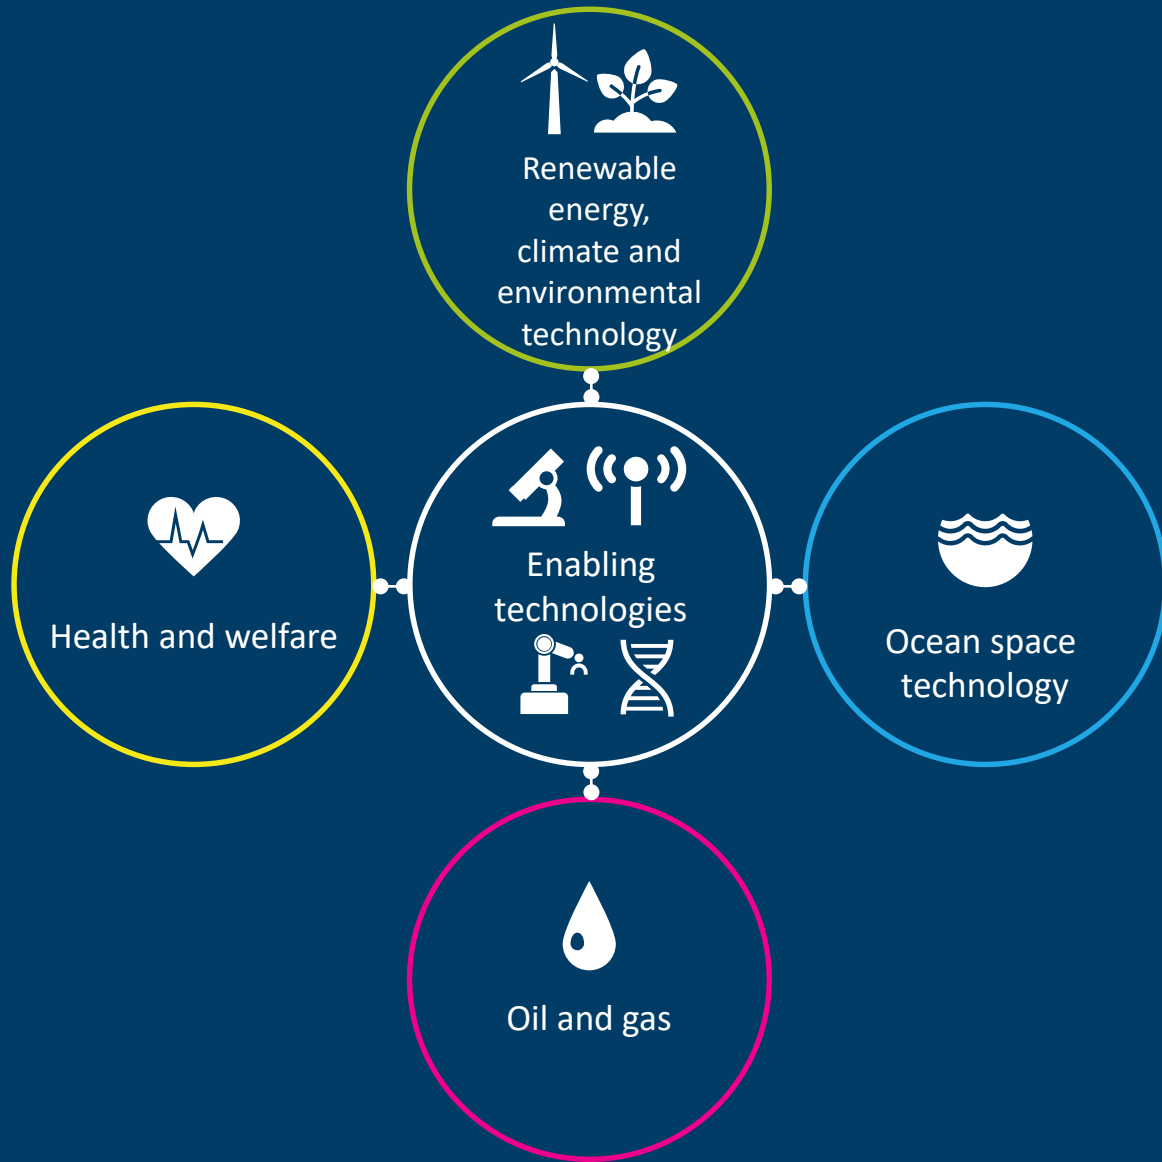 Renewable
energy,
climate and
environmental
technology
Enabling
technologies
Health and welfare
Ocean space
technology
Oil and gas